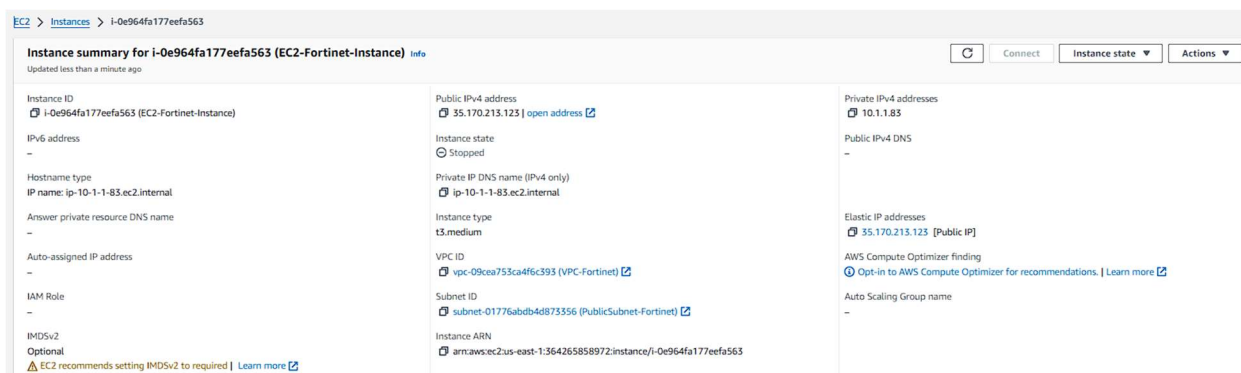 EC2 > Instances > i-0e964fa177eefa563
Instance summary for i-0e964fa177eefa563 (EC2-Fortinet-Instance) Info
Updated less than a minute ago
Connect
Instance state
Actions
Instance ID
i-0e964fa177eefa563 (EC2-Fortinet-Instance)
Public IPv4 address
35.170.213.123 | open address
Private IPv4 addresses
10.1.1.83
IPv6 address
–
Instance state
Stopped
Public IPv4 DNS
–
Hostname type
IP name: ip-10-1-1-83.ec2.internal
Private IP DNS name (IPv4 only)
ip-10-1-1-83.ec2.internal
Answer private resource DNS name
–
Instance type
t3.medium
Elastic IP addresses
35.170.213.123 [Public IP]
Auto-assigned IP address
–
VPC ID
vpc-09cea753ca4f6c393 (VPC-Fortinet)
AWS Compute Optimizer finding
Opt-in to AWS Compute Optimizer for recommendations. | Learn more
IAM Role
–
Subnet ID
subnet-01776abdb4d873356 (PublicSubnet-Fortinet)
Auto Scaling Group name
–
IMDSv2
Optional
EC2 recommends setting IMDSv2 to required | Learn more
Instance ARN
arn:aws:ec2:us-east-1:364265858972:instance/i-0e964fa177eefa563